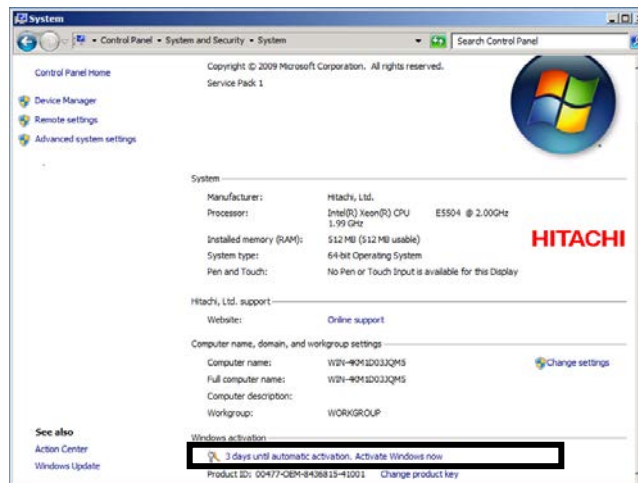 System
Control Panel • System and Security • System
Search Control Panel
Control Panel Home
Device Manager
Remote settings
Advanced system settings
Copyright © 2009 Microsoft Corporation. All rights reserved.
Service Pack 1
System
Manufacturer: Hitachi, Ltd.
Processor: Intel(R) Xeon(R) CPU E5504 @ 2.00GHz
1.99 GHz
Installed memory (RAM): 512 MB (512 MB usable)
System type: 64-bit Operating System
Pen and Touch: No Pen or Touch Input is available for this Display
HITACHI
Hitachi, Ltd. support
Website: Online support
Computer name, domain, and workgroup settings
Computer name: WIN-4KM1D03JQMS Change settings
Full computer name: WIN-4KM1D03JQMS
Computer description:
Workgroup: WORKGROUP
Windows activation
3 days until automatic activation. Activate Windows now
Product ID: 00477-OEM-8436815-41001 Change product key
See also
Action Center
Windows Update